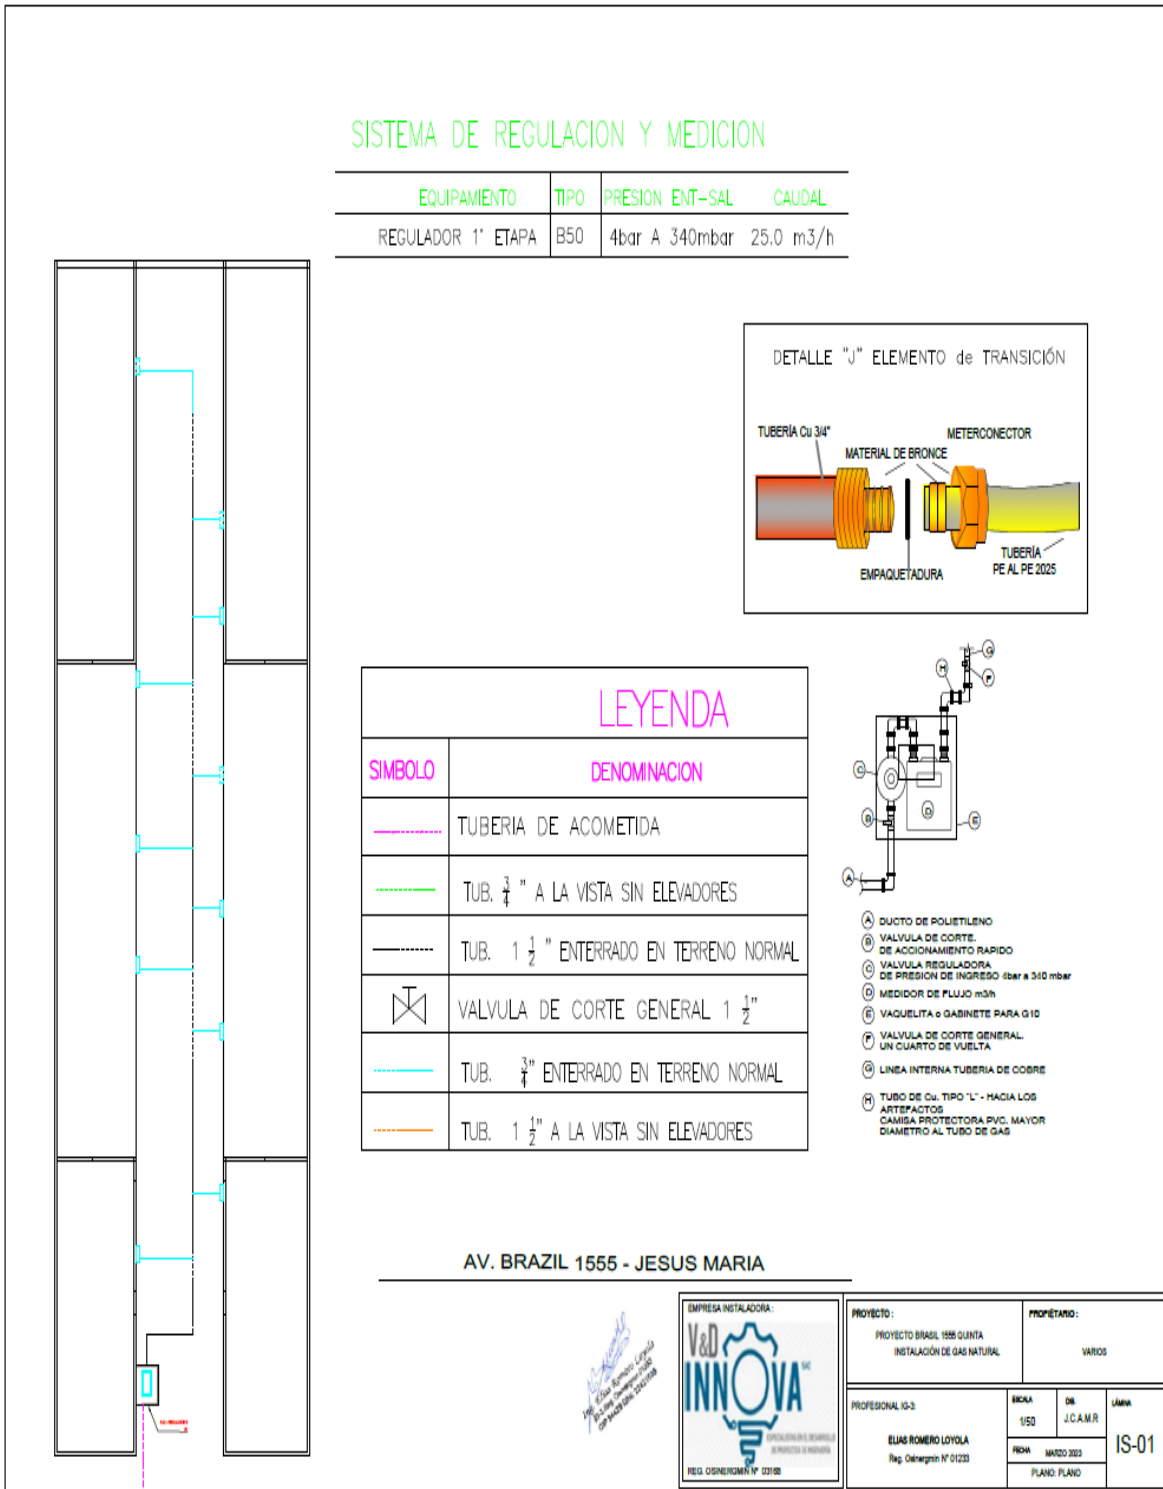 SISTEMA DE REGULACION Y MEDICION
EQUIPAMIENTO TIPO PRESION ENT-SAL CAUDAL
REGULADOR 1° ETAPA B50 4bar A 340mbar 25.0 m3/h
DETALLE "J" ELEMENTO de TRANSICIÓN
TUBERÍA Cu 3/4"
METERCONECTOR
MATERIAL DE BRONCE
EMPAQUETADURA
TUBERÍA
PE AL PE 2025
LEYENDA
SIMBOLO DENOMINACION
TUBERIA DE ACOMETIDA
TUB. 3/4 " A LA VISTA SIN ELEVADORES
TUB. 1 1/2 " ENTERRADO EN TERRENO NORMAL
VALVULA DE CORTE GENERAL 1 1/2"
TUB. 3/4" ENTERRADO EN TERRENO NORMAL
TUB. 1 1/2" A LA VISTA SIN ELEVADORES
G
H
F
C
D
B
E
A
A DUCTO DE POLIETILENO
B VALVULA DE CORTE.
DE ACCIONAMIENTO RAPIDO
C VALVULA REGULADORA
DE PRESION DE INGRESO 4bar a 340 mbar
D MEDIDOR DE FLUJO m3/h
E VAQUELITA o GABINETE PARA G10
F VALVULA DE CORTE GENERAL.
UN CUARTO DE VUELTA
G LINEA INTERNA TUBERIA DE COBRE
H TUBO DE Cu. TIPO "L" - HACIA LOS
ARTEFACTOS
CAMISA PROTECTORA PVC. MAYOR
DIAMETRO AL TUBO DE GAS
AV. BRAZIL 1555 - JESUS MARIA
EMPRESA INSTALADORA:
V&D
INNOVA SAC
ESPECIALISTAS EN EL DESARROLLO
DE PROYECTOS DE INGENIERÍA
REG. OSINERGMIN N° 03168
PROYECTO:
PROYECTO BRASIL 1555 QUINTA
INSTALACIÓN DE GAS NATURAL
PROPIETARIO:
VARIOS
PROFESIONAL IG-3:
ELIAS ROMERO LOYOLA
Reg. Osinergmin N° 01233
ESCALA
1/50
DIB.
J.C.A.M.R
LÁMINA
IS-01
FECHA MARZO 2023
PLANO: PLANO